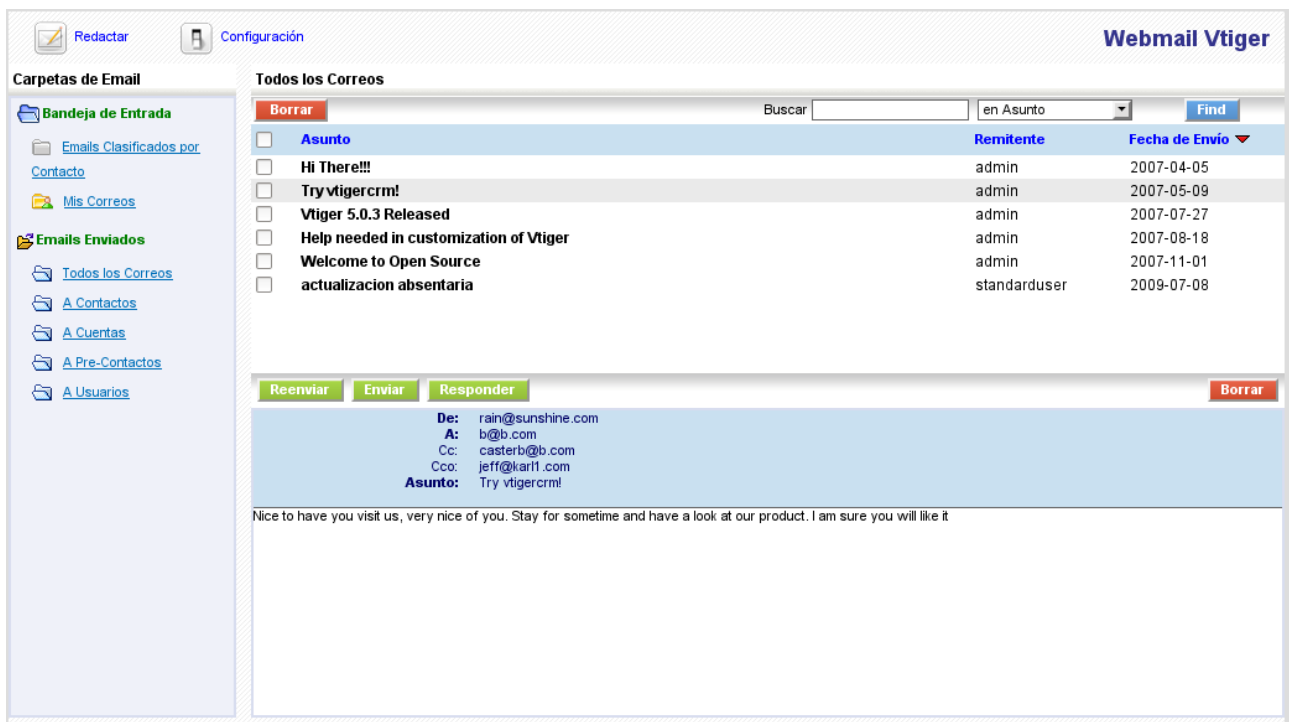 Redactar
Configuración
Webmail Vtiger
Carpetas de Email
Todos los Correos
Bandeja de Entrada
Emails Clasificados por
Contacto
Mis Correos
Emails Enviados
Todos los Correos
A Contactos
A Cuentas
A Pre-Contactos
A Usuarios
Borrar Buscar en Asunto Find
Asunto Remitente Fecha de Envío
Hi There!!! admin 2007-04-05
Try vtigercrm! admin 2007-05-09
Vtiger 5.0.3 Released admin 2007-07-27
Help needed in customization of Vtiger admin 2007-08-18
Welcome to Open Source admin 2007-11-01
actualizacion absentaria standarduser 2009-07-08
Reenviar Enviar Responder Borrar
De: rain@sunshine.com
A: b@b.com
Cc: casterb@b.com
Cco: jeff@karl1.com
Asunto: Try vtigercrm!
Nice to have you visit us, very nice of you. Stay for sometime and have a look at our product. I am sure you will like it